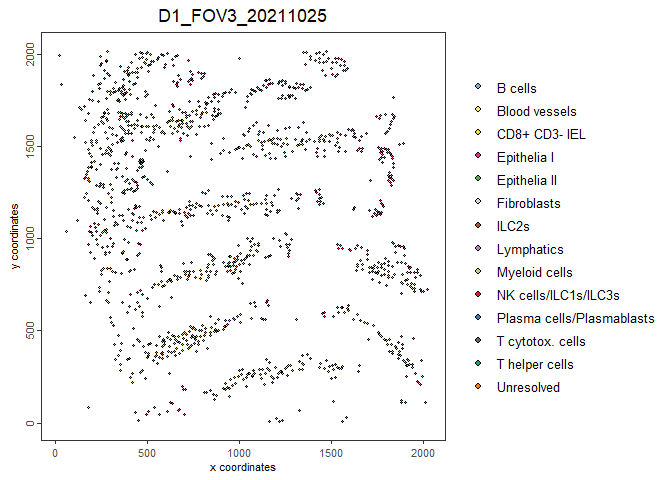 D1_FOV3_20211025
2000
1500
1000
500
0
y coordinates
0
500
1000
1500
2000
x coordinates
B cells
Blood vessels
CD8+ CD3- IEL
Epithelia I
Epithelia II
Fibroblasts
ILC2s
Lymphatics
Myeloid cells
NK cells/ILC1s/ILC3s
Plasma cells/Plasmablasts
T cytotox. cells
T helper cells
Unresolved